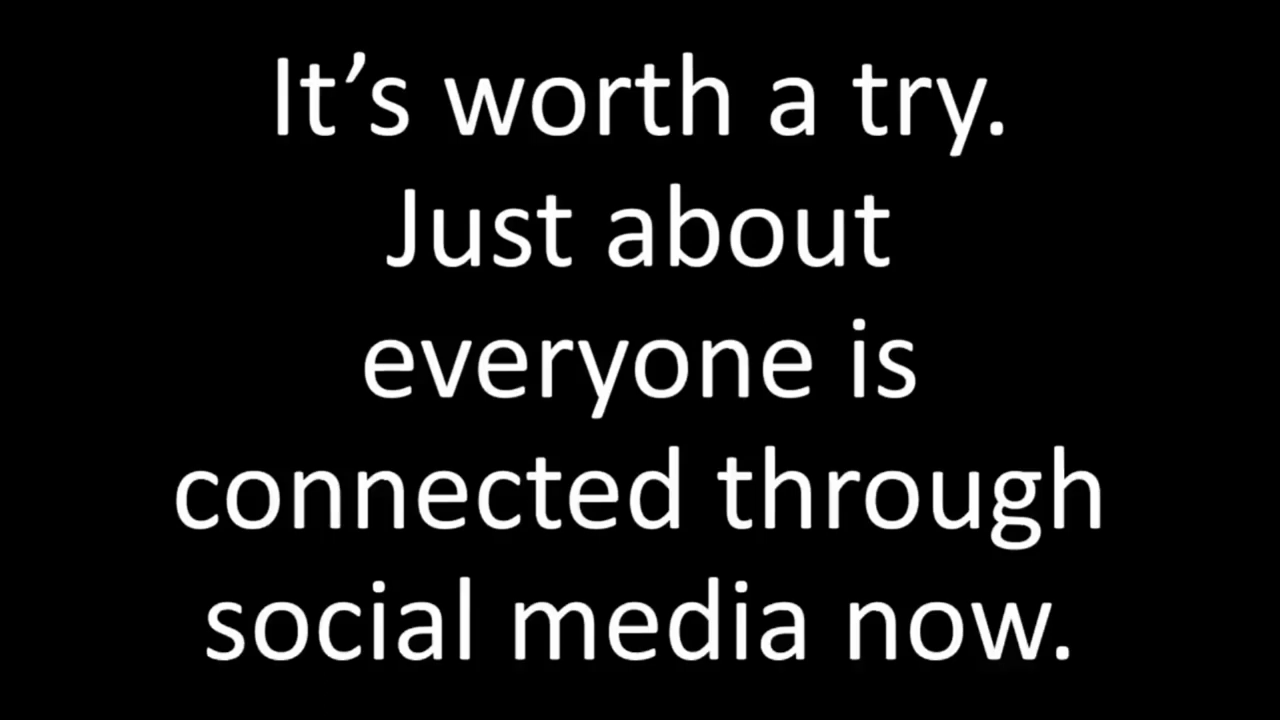 It’s worth a try.
Just about
everyone is
connected through
social media now.